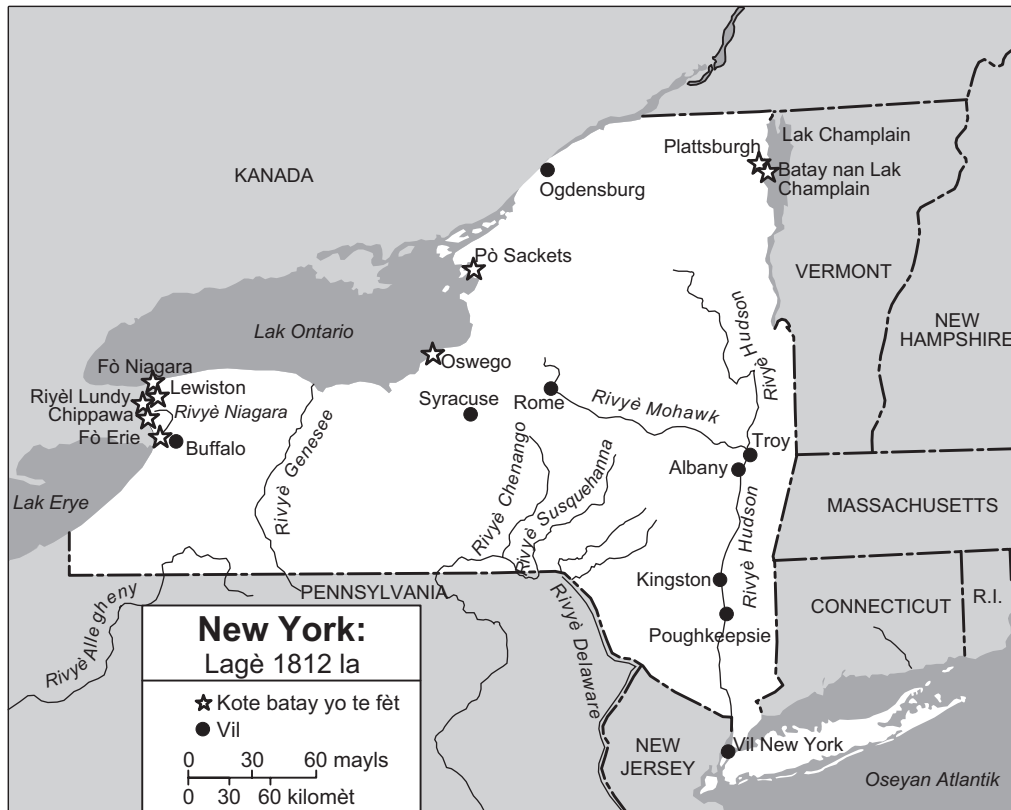 KANADA
Plattsburgh
Lak Champlain
Batay nan Lak
Champlain
Ogdensburg
Pò Sackets
VERMONT
NEW
HAMPSHIRE
Lak Ontario
Rivyè Hudson
Rivyè Hudson
Fò Niagara
Lewiston
Riyèl Lundy
Rivyè Niagara
Chippawa
Fò Erie
Buffalo
Oswego
Syracuse
Rome
Rivyè Mohawk
Troy
Albany
Lak Erye
Rivyè Genesee
Rivyè Chenango
Rivyè Susquehanna
Rivyè Hudson
MASSACHUSETTS
Kingston
Poughkeepsie
CONNECTICUT
R.I.
PENNSYLVANIA
Rivyè Allegheny
Rivyè Delaware
NEW
JERSEY
Vil New York
Oseyan Atlantik
New York:
Lagè 1812 la
Kote batay yo te fèt
Vil
0 30 60 mayls
0 30 60 kilomèt